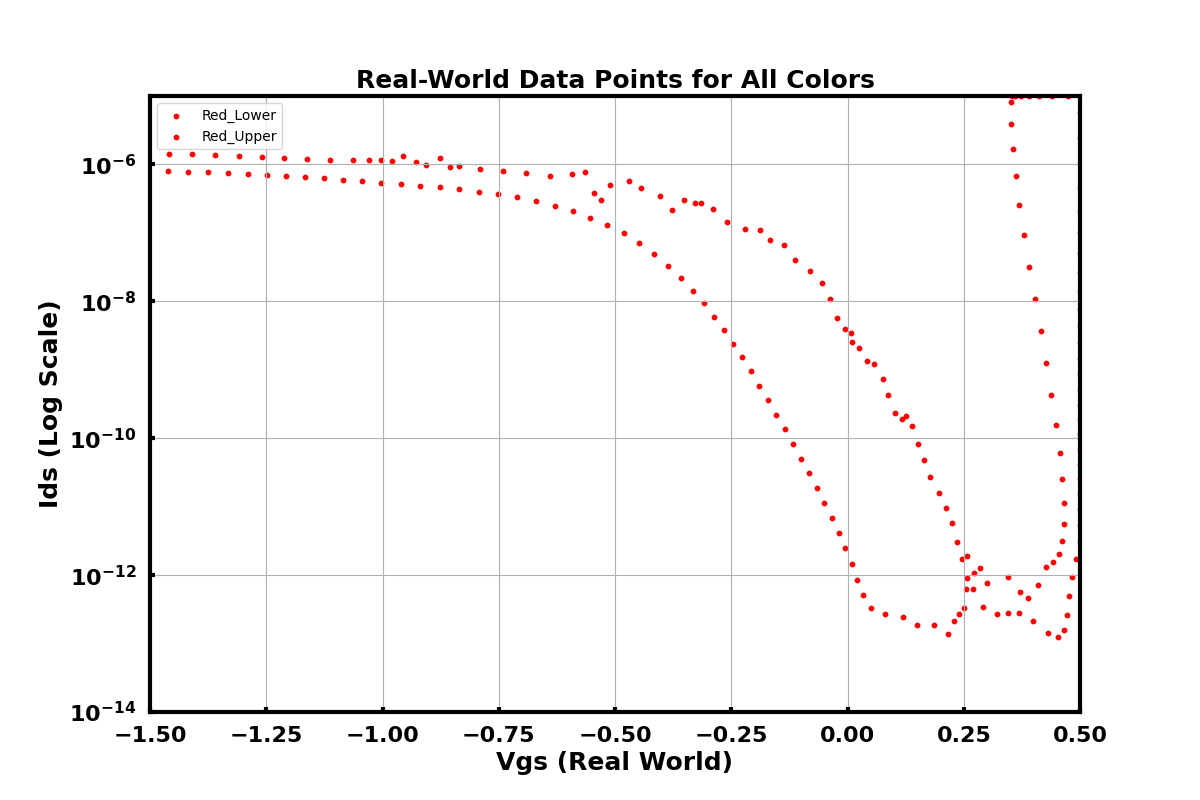 Real-World Data Points for All Colors
Red_Lower
Red_Upper
10⁻⁶
10⁻⁸
10⁻¹⁰
10⁻¹²
10⁻¹⁴
Ids (Log Scale)
−1.50 −1.25 −1.00 −0.75 −0.50 −0.25 0.00 0.25 0.50
Vgs (Real World)